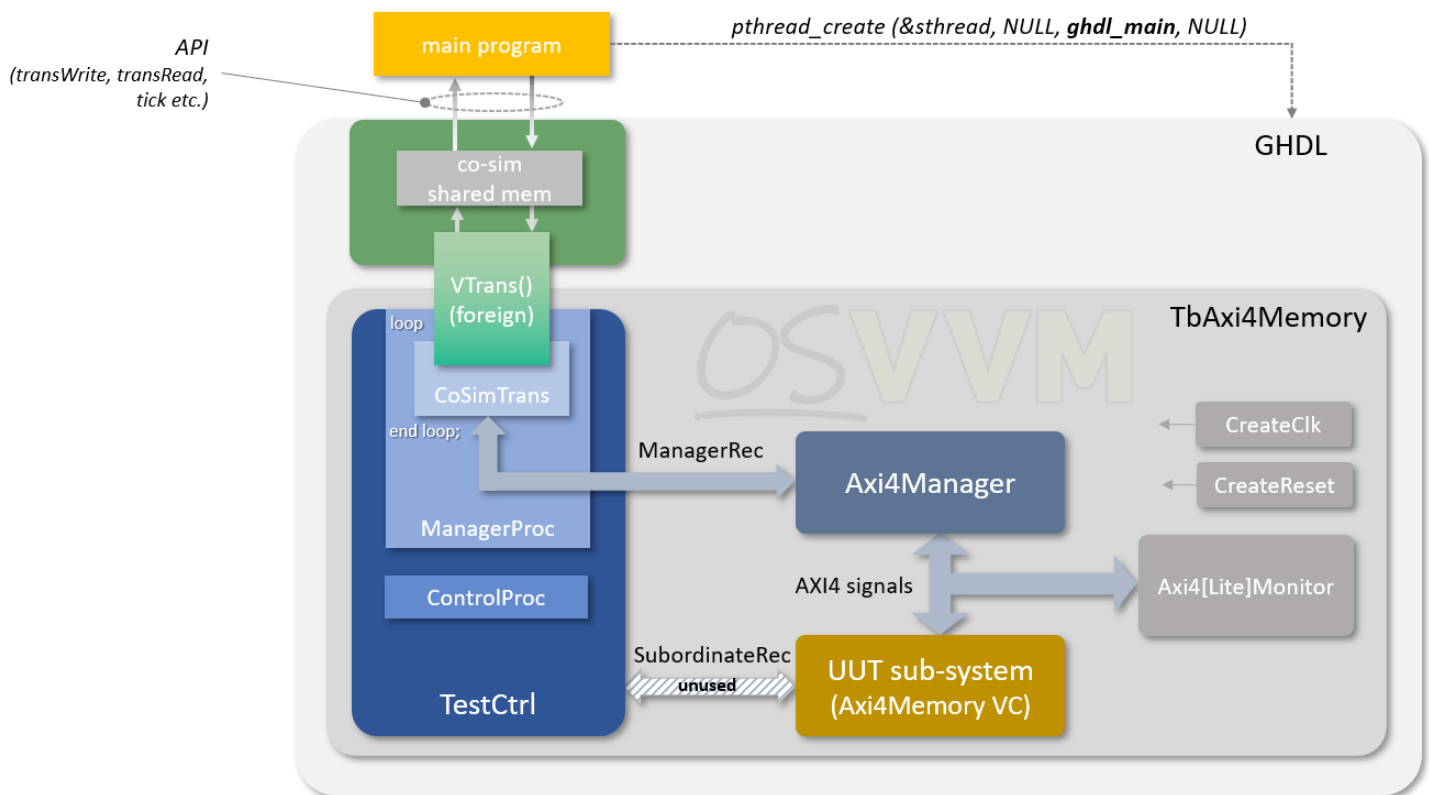 main program
pthread_create (&sthread, NULL, ghdl_main, NULL)
API
(transWrite, transRead,
tick etc.)
GHDL
co-sim
shared mem
VTrans()
(foreign)
loop
TbAxi4Memory
OSVVM
CoSimTrans
end loop;
CreateClk
ManagerRec
Axi4Manager
CreateReset
ManagerProc
AXI4 signals
Axi4[Lite]Monitor
ControlProc
SubordinateRec
unused
UUT sub-system
(Axi4Memory VC)
TestCtrl